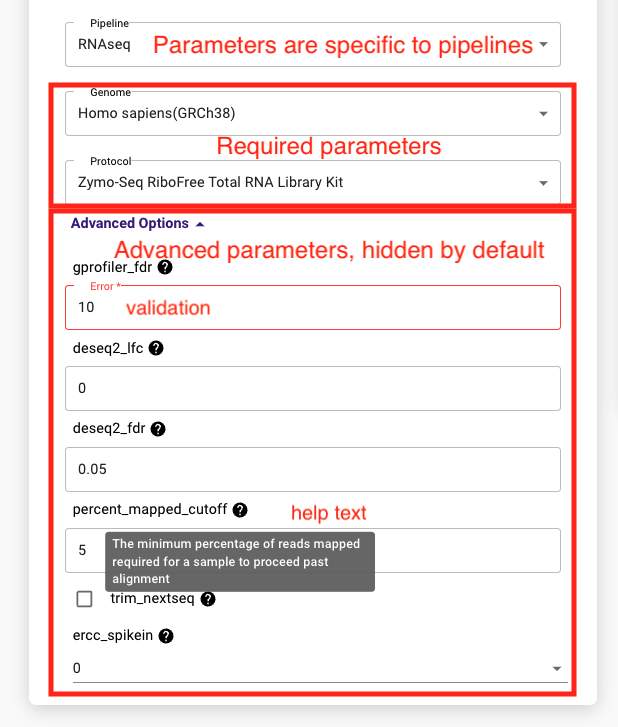 Pipeline
RNAseq
Parameters are specific to pipelines
Genome
Homo sapiens(GRCh38)
Required parameters
Protocol
Zymo-Seq RiboFree Total RNA Library Kit
Advanced Options
Advanced parameters, hidden by default
gprofiler_fdr
Error *
10
validation
deseq2_lfc
0
deseq2_fdr
0.05
percent_mapped_cutoff
help text
5
The minimum percentage of reads mapped
required for a sample to proceed past
alignment
trim_nextseq
ercc_spikein
0